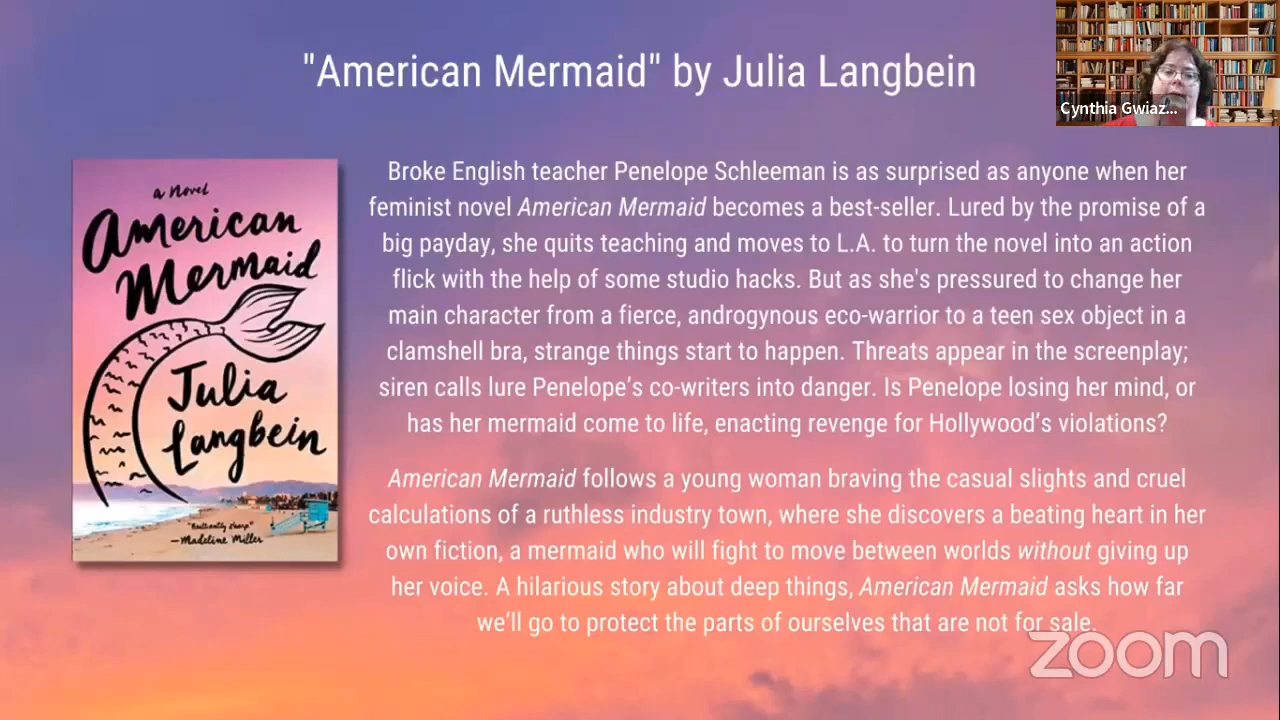 "American Mermaid" by Julia Langbein
Cynthia Gwiaz...
a Novel
American
Mermaid
Julia
Langbein
"Brilliantly sharp."
—Madeline Miller
Broke English teacher Penelope Schleeman is as surprised as anyone when her
feminist novel American Mermaid becomes a best-seller. Lured by the promise of a
big payday, she quits teaching and moves to L.A. to turn the novel into an action
flick with the help of some studio hacks. But as she's pressured to change her
main character from a fierce, androgynous eco-warrior to a teen sex object in a
clamshell bra, strange things start to happen. Threats appear in the screenplay;
siren calls lure Penelope’s co-writers into danger. Is Penelope losing her mind, or
has her mermaid come to life, enacting revenge for Hollywood’s violations?
American Mermaid follows a young woman braving the casual slights and cruel
calculations of a ruthless industry town, where she discovers a beating heart in her
own fiction, a mermaid who will fight to move between worlds without giving up
her voice. A hilarious story about deep things, American Mermaid asks how far
we’ll go to protect the parts of ourselves that are not for sale.
zoom